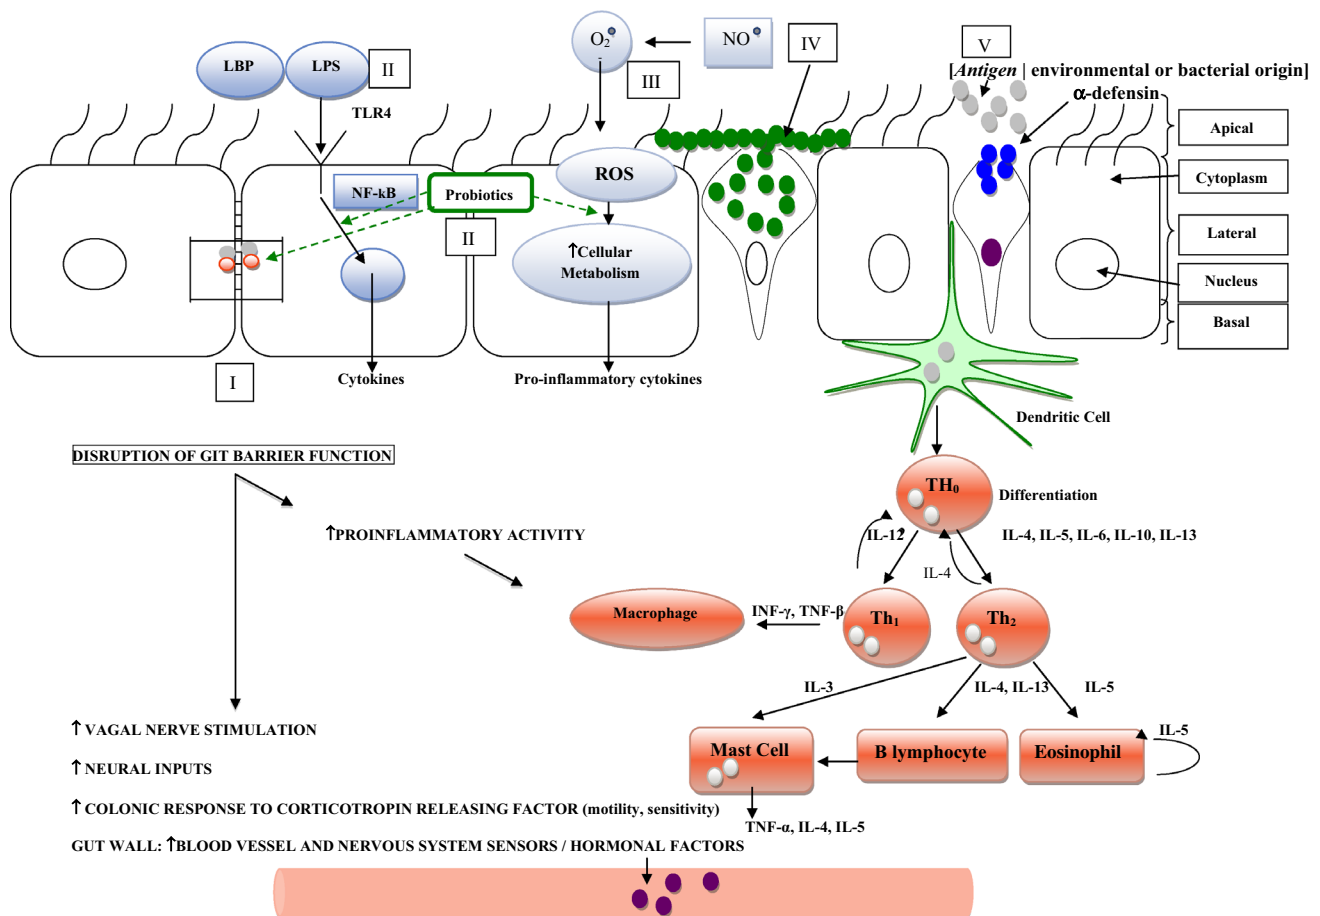 O2
NO
IV
V
[Antigen | environmental or bacterial origin]
LBP
LPS
II
III
α-defensin
TLR4
Apical
ROS
Cytoplasm
NF-kB
Probiotics
II
Lateral
↑Cellular
Metabolism
Nucleus
Basal
I
Cytokines
Pro-inflammatory cytokines
Dendritic Cell
DISRUPTION OF GIT BARRIER FUNCTION
TH0
Differentiation
↑PROINFLAMMATORY ACTIVITY
IL-12
IL-4, IL-5, IL-6, IL-10, IL-13
IL-4
Macrophage
INF-γ, TNF-β
Th1
Th2
IL-3
IL-4, IL-13
IL-5
↑ VAGAL NERVE STIMULATION
IL-5
Mast Cell
B lymphocyte
Eosinophil
↑ NEURAL INPUTS
↑ COLONIC RESPONSE TO CORTICOTROPIN RELEASING FACTOR (motility, sensitivity)
TNF-α, IL-4, IL-5
GUT WALL: ↑BLOOD VESSEL AND NERVOUS SYSTEM SENSORS / HORMONAL FACTORS